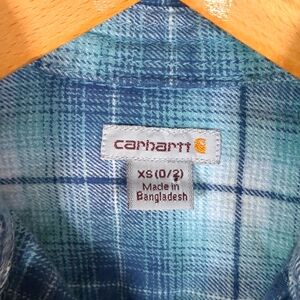 carhartt
XS (0/2)
Made in
Bangladesh